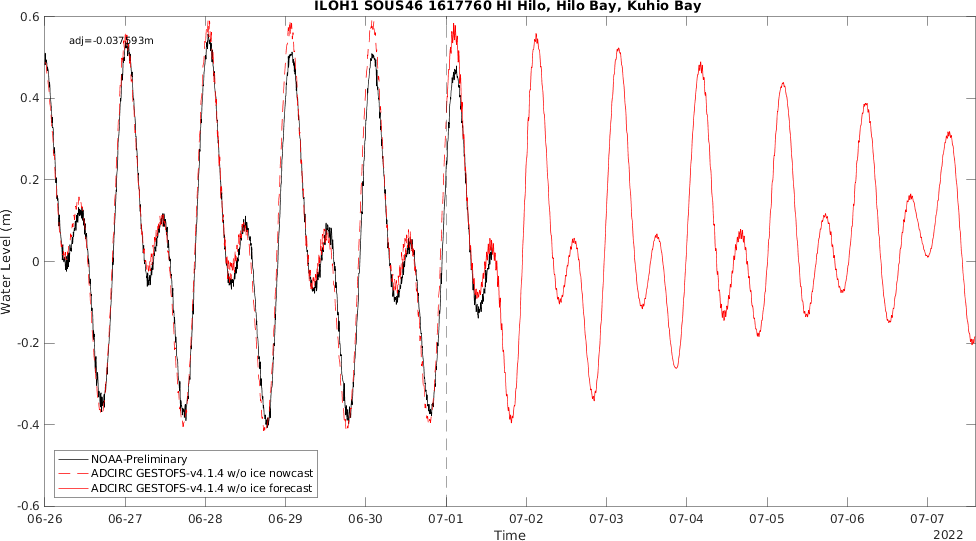 ILOH1 SOUS46 1617760 HI Hilo, Hilo Bay, Kuhio Bay
adj=-0.037593m
0.6
0.4
0.2
0
-0.2
-0.4
-0.6
Water Level (m)
NOAA-Preliminary
ADCIRC GESTOFS-v4.1.4 w/o ice nowcast
ADCIRC GESTOFS-v4.1.4 w/o ice forecast
06-26 06-27 06-28 06-29 06-30 07-01 07-02 07-03 07-04 07-05 07-06 07-07
Time
2022